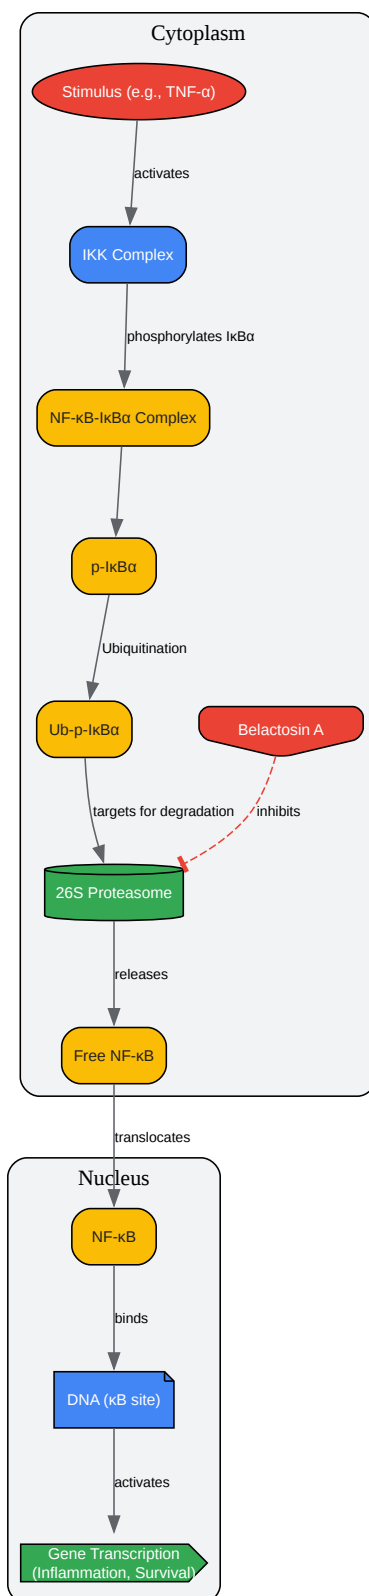 Cytoplasm
Stimulus (e.g., TNF-α)
activates
IKK Complex
phosphorylates IκBα
NF-κB-IκBα Complex
p-IκBα
Ubiquitination
Ub-p-IκBα
Belactosin A
targets for degradation
inhibits
26S Proteasome
releases
Free NF-κB
translocates
Nucleus
NF-κB
binds
DNA (κB site)
activates
Gene Transcription
(Inflammation, Survival)